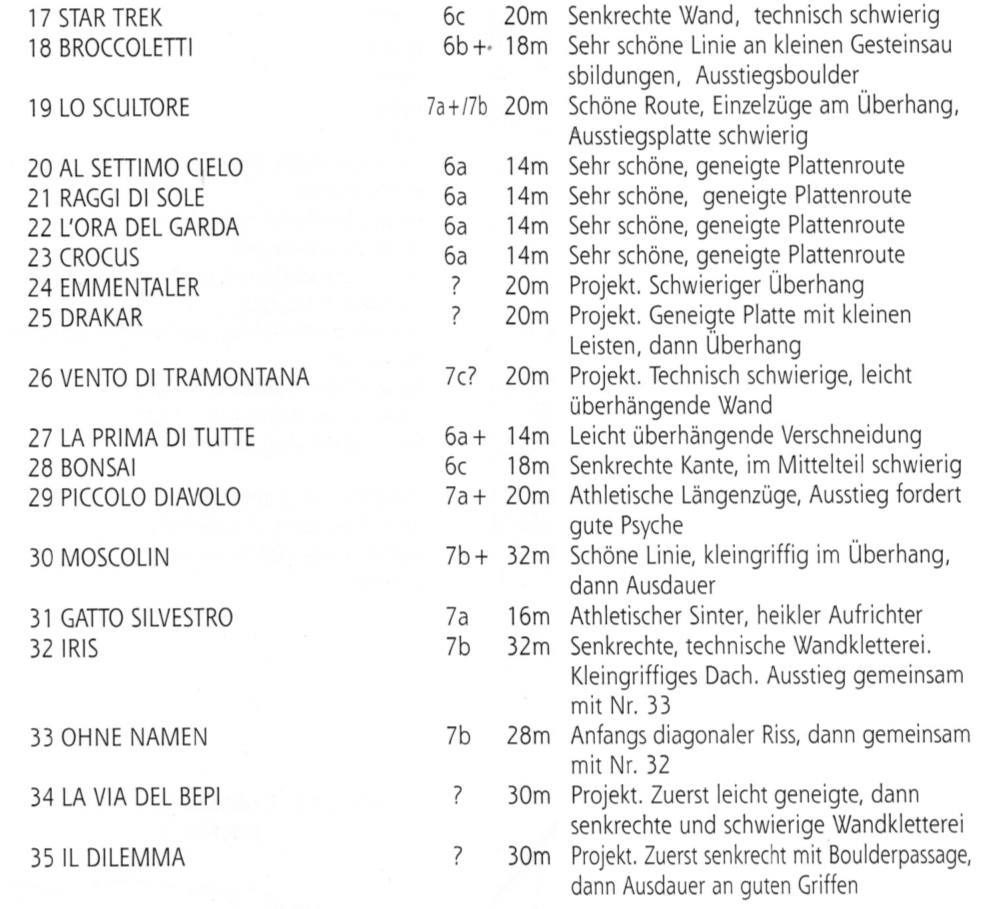 17 STAR TREK 6c 20m Senkrechte Wand, technisch schwierig
18 BROCCOLETTI 6b+ 18m Sehr schöne Linie an kleinen Gesteinsau
sbildungen, Ausstiegsboulder
19 LO SCULTORE 7a+/7b 20m Schöne Route, Einzelzüge am Überhang,
Ausstiegsplatte schwierig
20 AL SETTIMO CIELO 6a 14m Sehr schöne, geneigte Plattenroute
21 RAGGI DI SOLE 6a 14m Sehr schöne, geneigte Plattenroute
22 L'ORA DEL GARDA 6a 14m Sehr schöne, geneigte Plattenroute
23 CROCUS 6a 14m Sehr schöne, geneigte Plattenroute
24 EMMENTALER ? 20m Projekt. Schwieriger Überhang
25 DRAKAR ? 20m Projekt. Geneigte Platte mit kleinen
Leisten, dann Überhang
26 VENTO DI TRAMONTANA 7c? 20m Projekt. Technisch schwierige, leicht
überhängende Wand
27 LA PRIMA DI TUTTE 6a+ 14m Leicht überhängende Verschneidung
28 BONSAI 6c 18m Senkrechte Kante, im Mittelteil schwierig
29 PICCOLO DIAVOLO 7a+ 20m Athletische Längenzüge, Ausstieg fordert
gute Psyche
30 MOSCOLIN 7b+ 32m Schöne Linie, kleingriffig im Überhang,
dann Ausdauer
31 GATTO SILVESTRO 7a 16m Athletischer Sinter, heikler Aufrichter
32 IRIS 7b 32m Senkrechte, technische Wandkletterei.
Kleingriffiges Dach. Ausstieg gemeinsam
mit Nr. 33
33 OHNE NAMEN 7b 28m Anfangs diagonaler Riss, dann gemeinsam
mit Nr. 32
34 LA VIA DEL BEPI ? 30m Projekt. Zuerst leicht geneigte, dann
senkrechte und schwierige Wandkletterei
35 IL DILEMMA ? 30m Projekt. Zuerst senkrecht mit Boulderpassage,
dann Ausdauer an guten Griffen